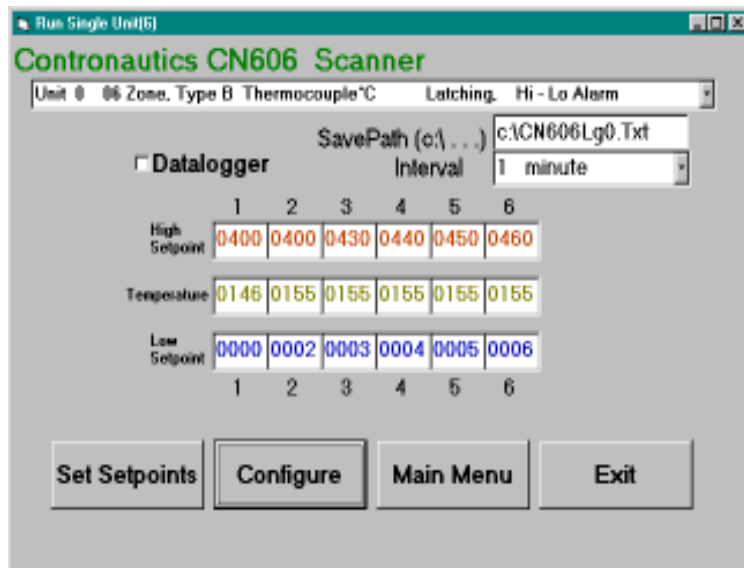 Run Single Unit(6)
Contronautics CN606 Scanner
Unit 0 06 Zone, Type B Thermocouple°C Latching, Hi - Lo Alarm
SavePath (c:\ . . .) c:\CN606Lg0.Txt
Datalogger Interval 1 minute
1 2 3 4 5 6
High Setpoint 0400 0400 0430 0440 0450 0460
Temperature 0146 0155 0155 0155 0155 0155
Low Setpoint 0000 0002 0003 0004 0005 0006
1 2 3 4 5 6
Set Setpoints Configure Main Menu Exit